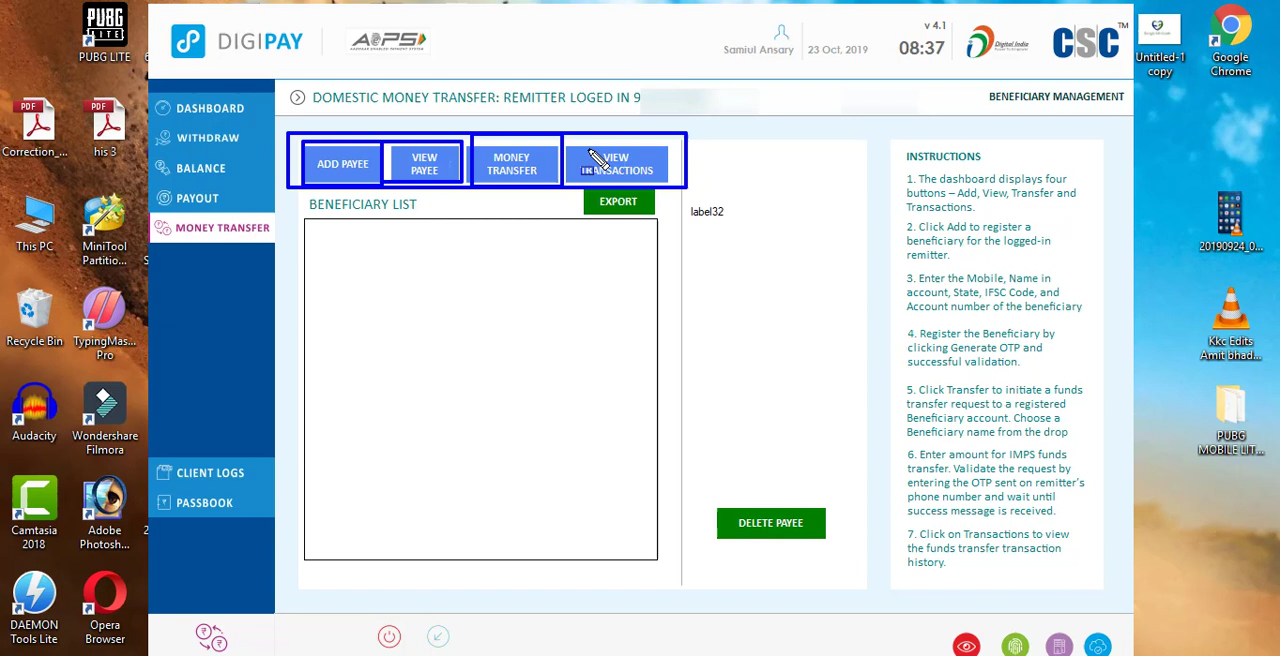 PUBG LITE
PUBG LITE
Correction_...
his 3
This PC
MiniTool
Partitio...
Recycle Bin
TypingMas...
Pro
Audacity
Wondershare
Filmora
Camtasia
2018
Adobe
Photosh...
DAEMON
Tools Lite
Opera
Browser
DIGIPAY
AEPS
AADHAAR ENABLED PAYMENT SYSTEM
Samiul Ansary
23 Oct, 2019
v 4.1
08:37
Digital India
CSC™
DASHBOARD
WITHDRAW
BALANCE
PAYOUT
MONEY TRANSFER
CLIENT LOGS
PASSBOOK
DOMESTIC MONEY TRANSFER: REMITTER LOGED IN 9
BENEFICIARY MANAGEMENT
ADD PAYEE
VIEW
PAYEE
MONEY
TRANSFER
VIEW
TRANSACTIONS
BENEFICIARY LIST
EXPORT
label32
DELETE PAYEE
INSTRUCTIONS
1. The dashboard displays four
buttons – Add, View, Transfer and
Transactions.
2. Click Add to register a
beneficiary for the logged-in
remitter.
3. Enter the Mobile, Name in
account, State, IFSC Code, and
Account number of the beneficiary
4. Register the Beneficiary by
clicking Generate OTP and
successful validation.
5. Click Transfer to initiate a funds
transfer request to a registered
Beneficiary account. Choose a
Beneficiary name from the drop
6. Enter amount for IMPS funds
transfer. Validate the request by
entering the OTP sent on remitter's
phone number and wait until
success message is received.
7. Click on Transactions to view
the funds transfer transaction
history.
Untitled-1
copy
Google
Chrome
20190924_0...
Kkc Edits
Amit bhad...
PUBG
MOBILE LIT...